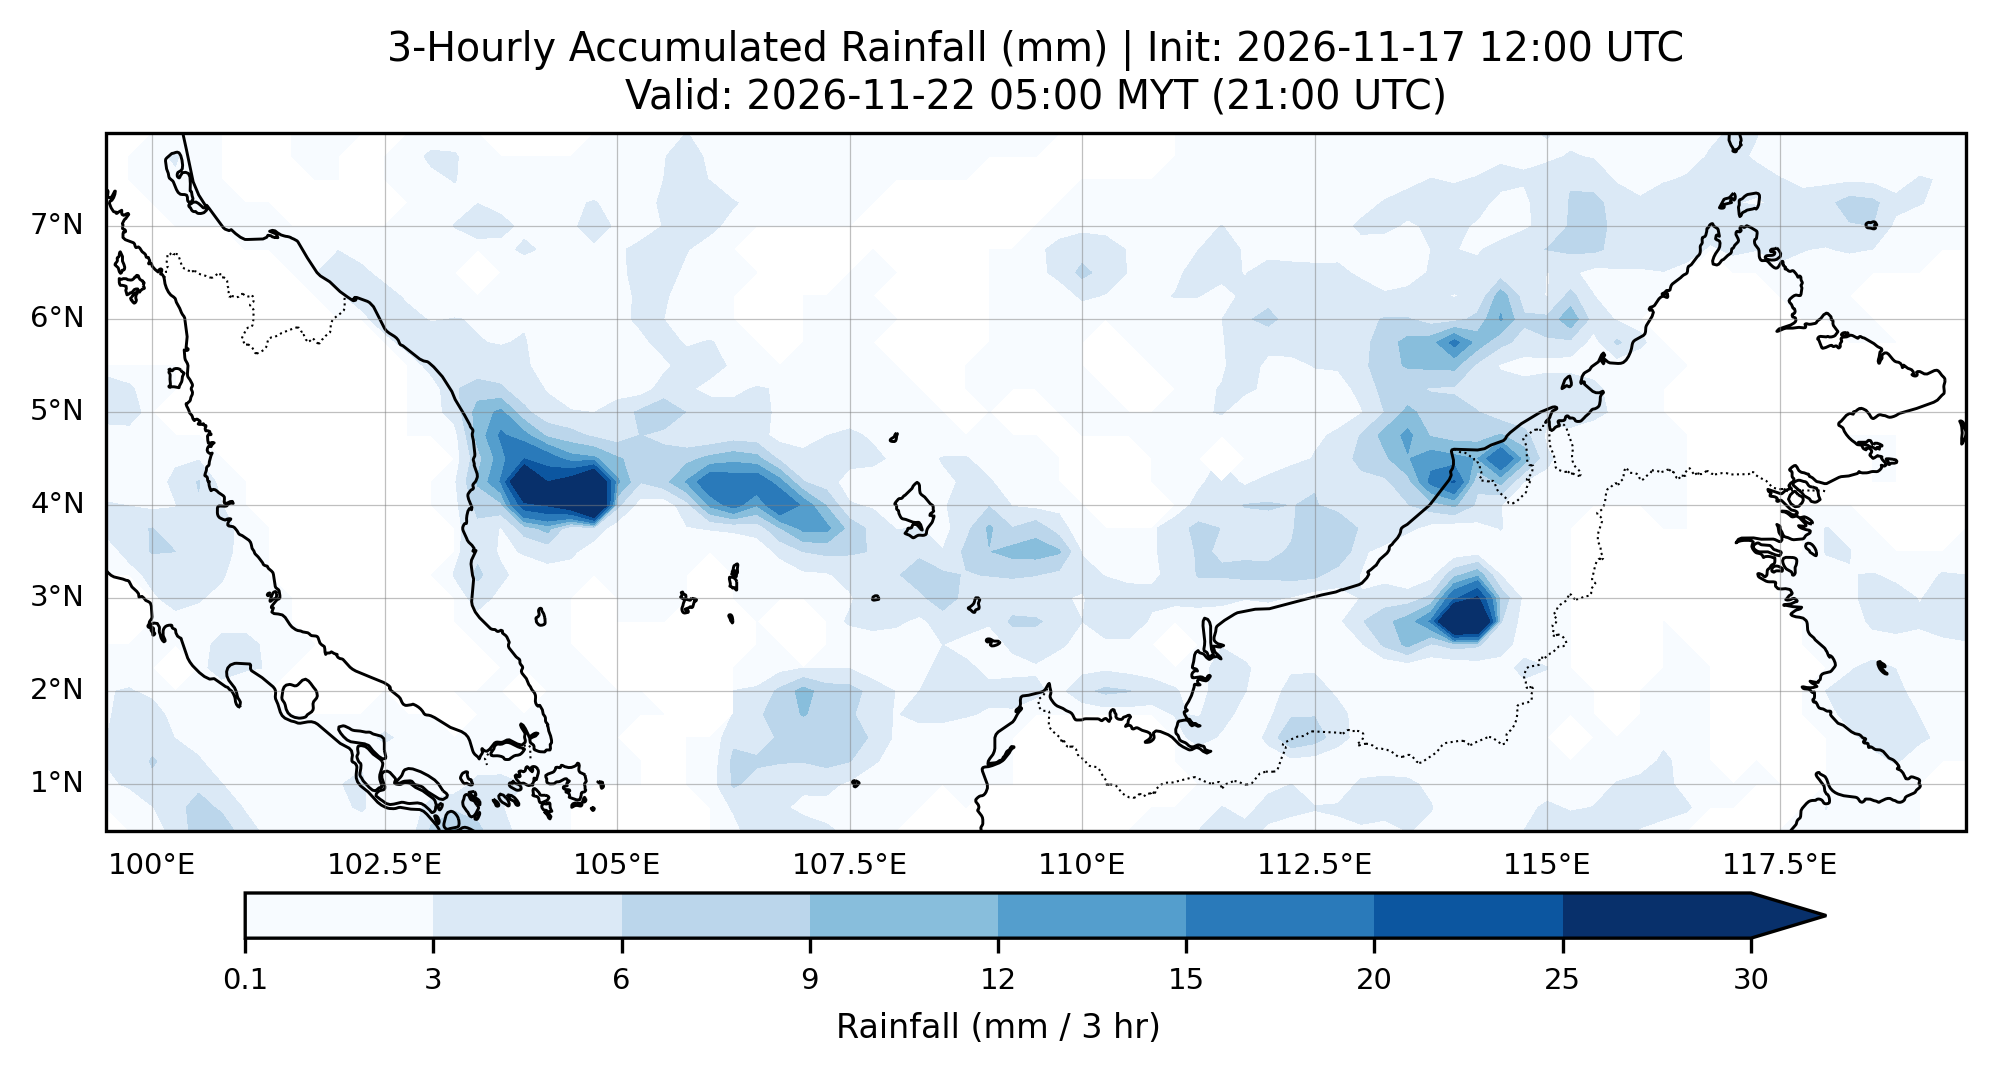 3-Hourly Accumulated Rainfall (mm) | Init: 2026-11-17 12:00 UTC
Valid: 2026-11-22 05:00 MYT (21:00 UTC)
7°N
6°N
5°N
4°N
3°N
2°N
1°N
100°E 102.5°E 105°E 107.5°E 110°E 112.5°E 115°E 117.5°E
0.1 3 6 9 12 15 20 25 30
Rainfall (mm / 3 hr)